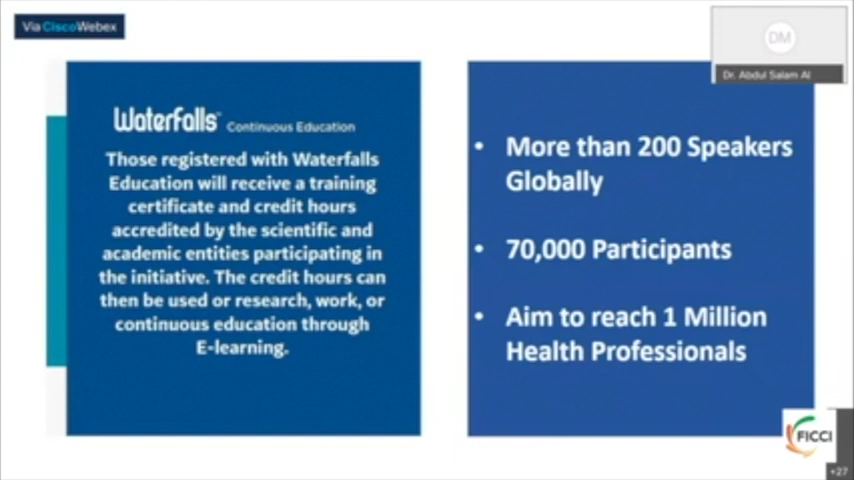 Via CiscoWebex
DM
Dr. Abdul Salam Al
Waterfalls™ Continuous Education
Those registered with Waterfalls
Education will receive a training
certificate and credit hours
accredited by the scientific and
academic entities participating in
the initiative. The credit hours can
then be used or research, work, or
continuous education through
E-learning.
• More than 200 Speakers
Globally
• 70,000 Participants
• Aim to reach 1 Million
Health Professionals
FICCI
+27